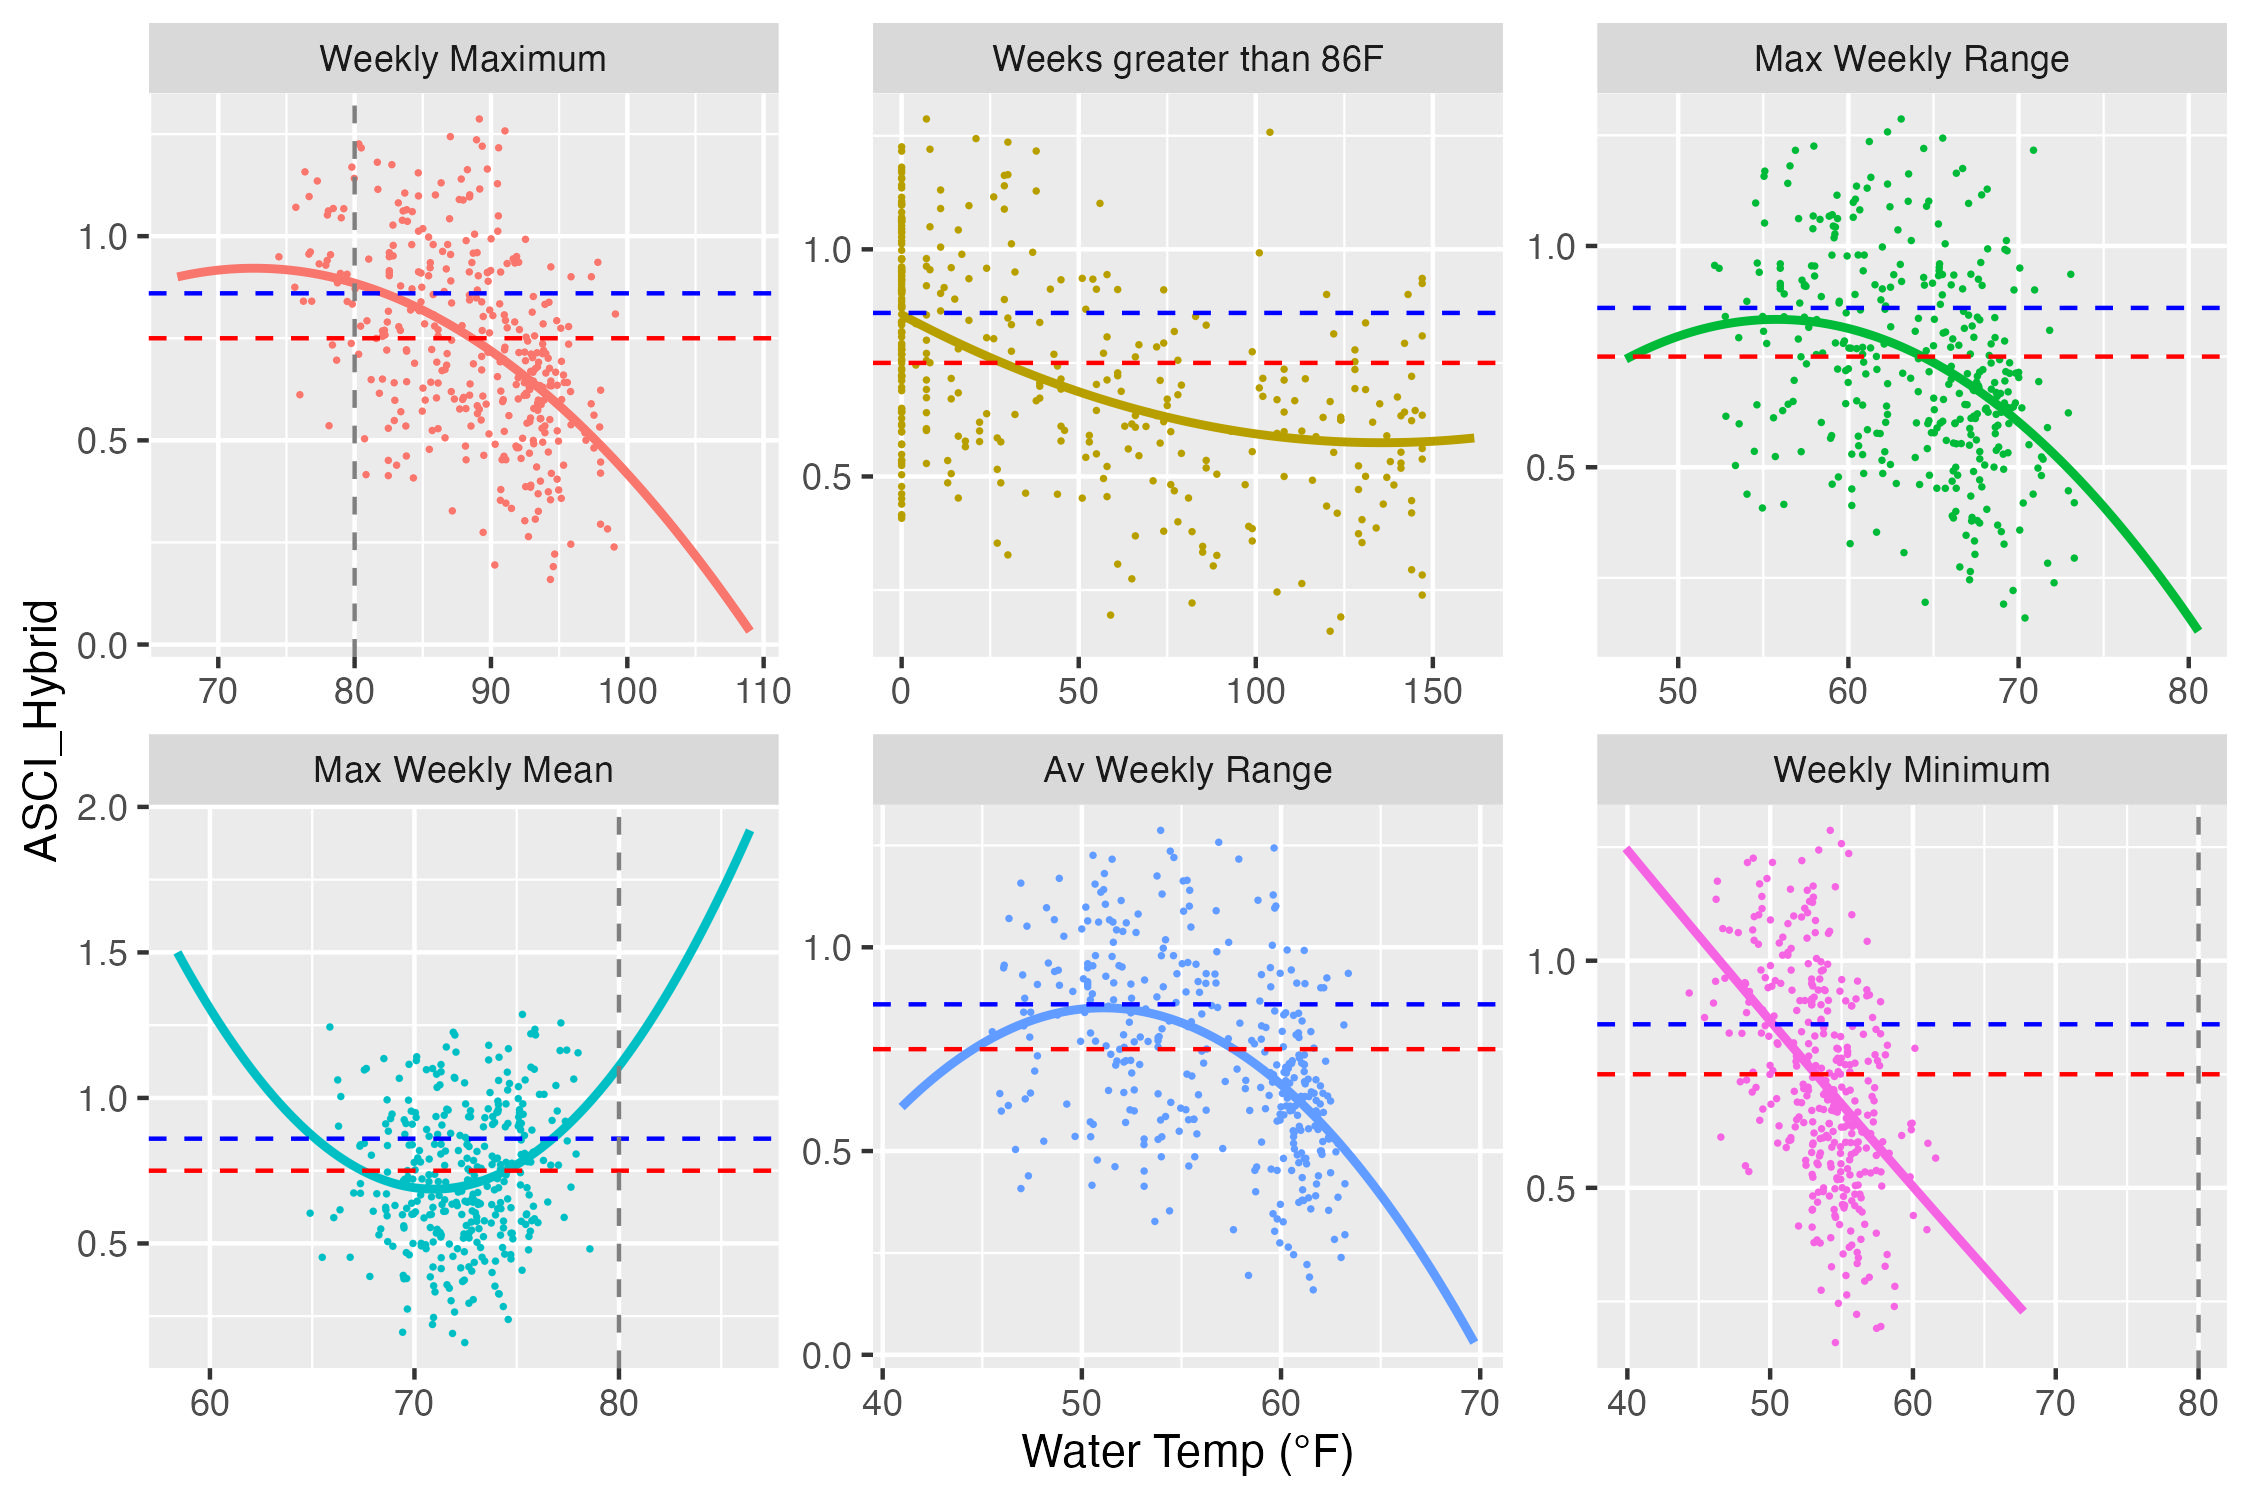 Weekly Maximum
Weeks greater than 86F
Max Weekly Range
1.0
0.5
0.0
1.0
0.5
1.0
0.5
70 80 90 100 110
0 50 100 150
50 60 70 80
ASCI_Hybrid
Max Weekly Mean
Av Weekly Range
Weekly Minimum
2.0
1.5
1.0
0.5
1.0
0.5
0.0
1.0
0.5
60 70 80
40 50 60 70
40 50 60 70 80
Water Temp (°F)